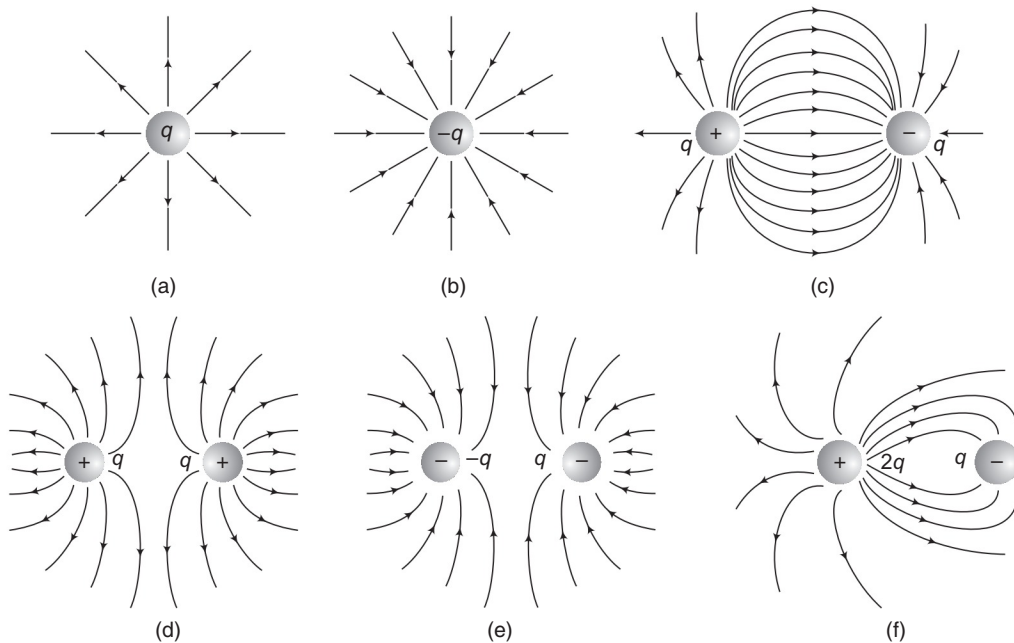 q
−q
+
q
−
q
(a)
(b)
(c)
+
q
q
+
−
−q
q
−
+
2q
q
−
(d)
(e)
(f)